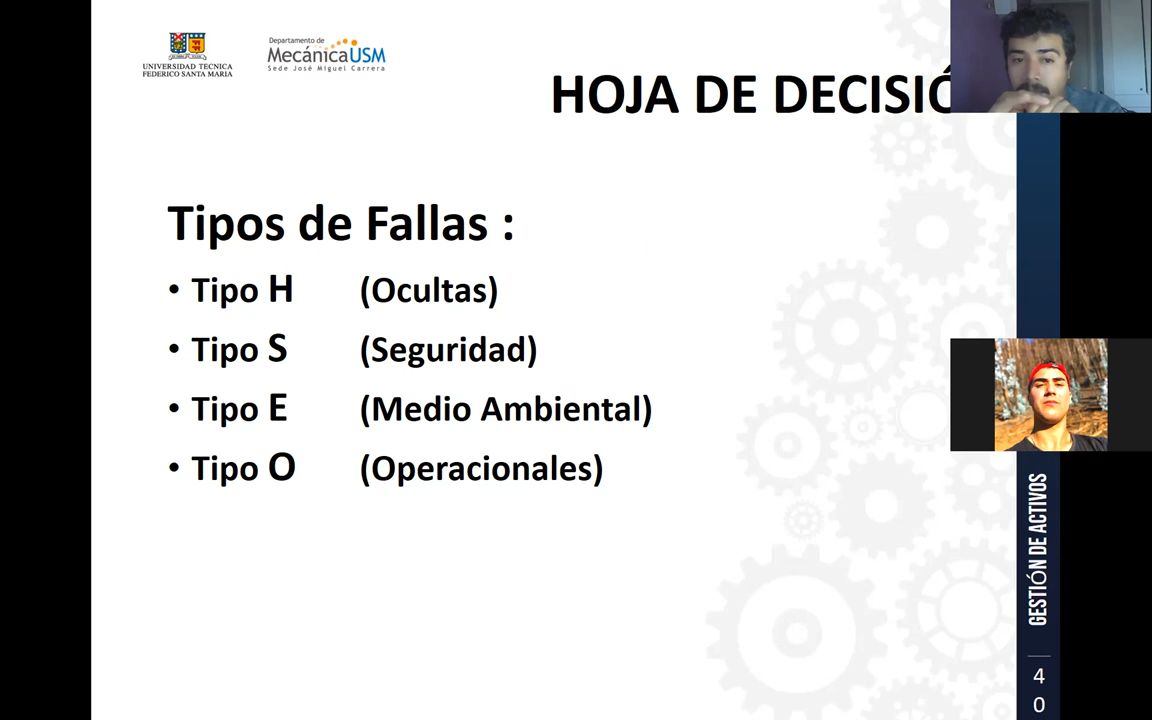 UNIVERSIDAD TECNICA
FEDERICO SANTA MARIA
Departamento de
MecánicaUSM
Sede José Miguel Carrera
HOJA DE DECISIÓ
Tipos de Fallas :
• Tipo H (Ocultas)
• Tipo S (Seguridad)
• Tipo E (Medio Ambiental)
• Tipo O (Operacionales)
GESTIÓN DE ACTIVOS
4
0